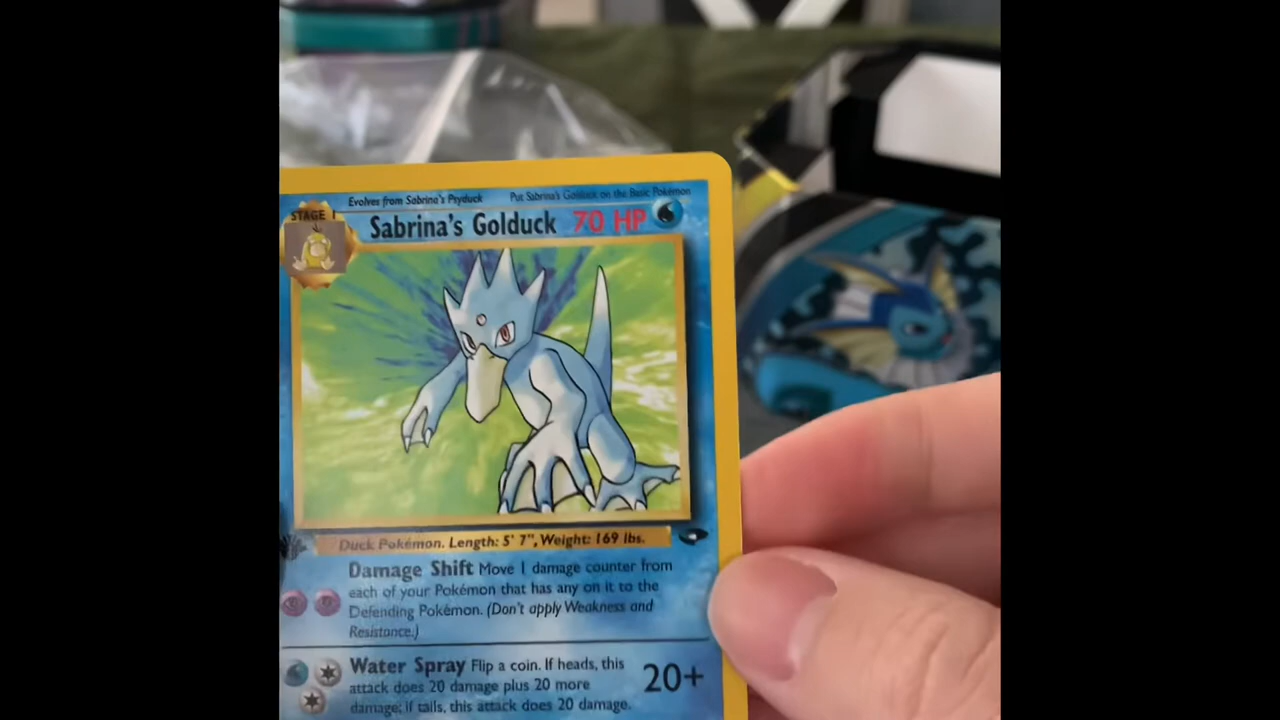 Evolves from Sabrina's Psyduck Put Sabrina's Golduck on the Basic Pokémon
STAGE 1
Sabrina's Golduck 70 HP
Duck Pokémon. Length: 5' 7", Weight: 169 lbs.
Damage Shift Move 1 damage counter from
each of your Pokémon that has any on it to the
Defending Pokémon. (Don't apply Weakness and
Resistance.)
Water Spray Flip a coin. If heads, this
attack does 20 damage plus 20 more
damage; if tails, this attack does 20 damage.
20+